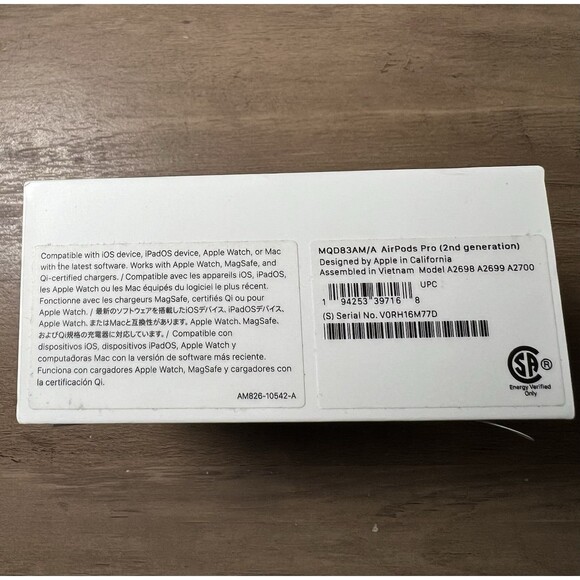 Compatible with iOS device, iPadOS device, Apple Watch, or Mac
with the latest software. Works with Apple Watch, MagSafe, and
Qi-certified chargers. / Compatible avec les appareils iOS, iPadOS,
les Apple Watch ou les Mac équipés du logiciel le plus récent.
Fonctionne avec les chargeurs MagSafe, certifiés Qi ou pour
Apple Watch. / 最新のソフトウェアを搭載したiOSデバイス、iPadOSデバイス、
Apple Watch、またはMacと互換性があります。Apple Watch、MagSafe、
およびQi規格の充電器に対応しています。/ Compatible con
dispositivos iOS, dispositivos iPadOS, Apple Watch y
computadoras Mac con la versión de software más reciente.
Funciona con cargadores Apple Watch, MagSafe y cargadores con
la certificación Qi.
AM826-10542-A
MQD83AM/A AirPods Pro (2nd generation)
Designed by Apple in California
Assembled in Vietnam Model A2698 A2699 A2700
UPC
1 94253 39716 8
(S) Serial No. V0RH16M77D
SA ®
Energy Verified
Only